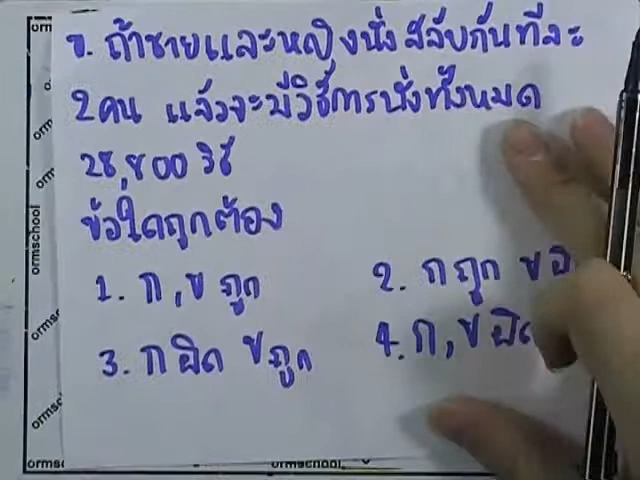 ข. ถ้าชายและหญิงนั่งสลับกันทีละ
2คน แล้วจะมีวิธีการนั่งทั้งหมด
28,800 วิธี
ข้อใดถูกต้อง
1. ก,ข ถูก
2. ก ถูก ข ผิ
3. ก ผิด ข ถูก
4. ก, ข ผิด
ormschool
ormschool.